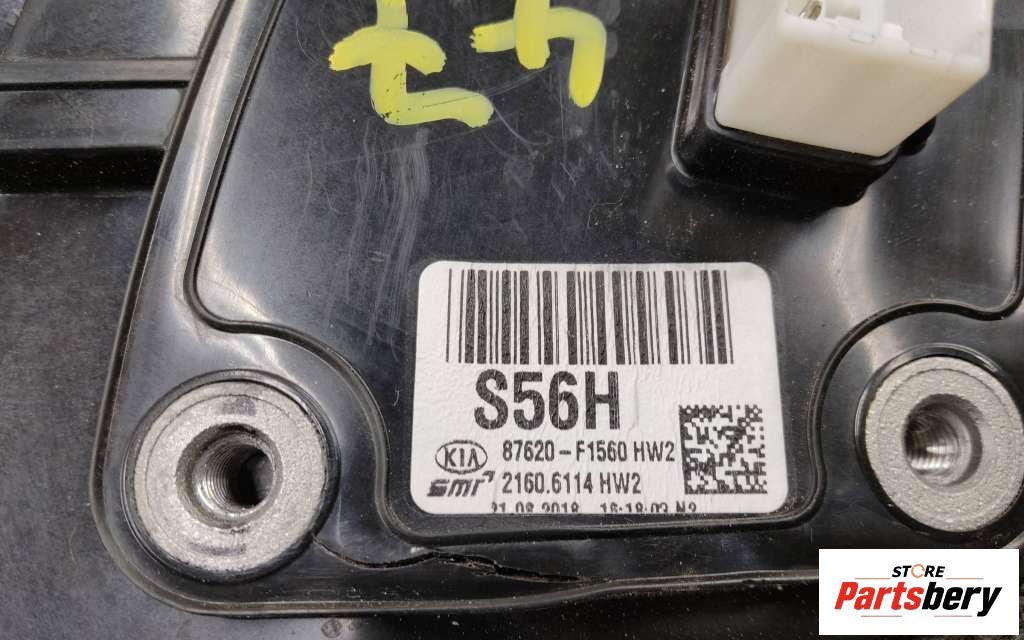 S56H
KIA 87620-F1560 HW2
smr 2160.6114 HW2
STORE
Partsbery